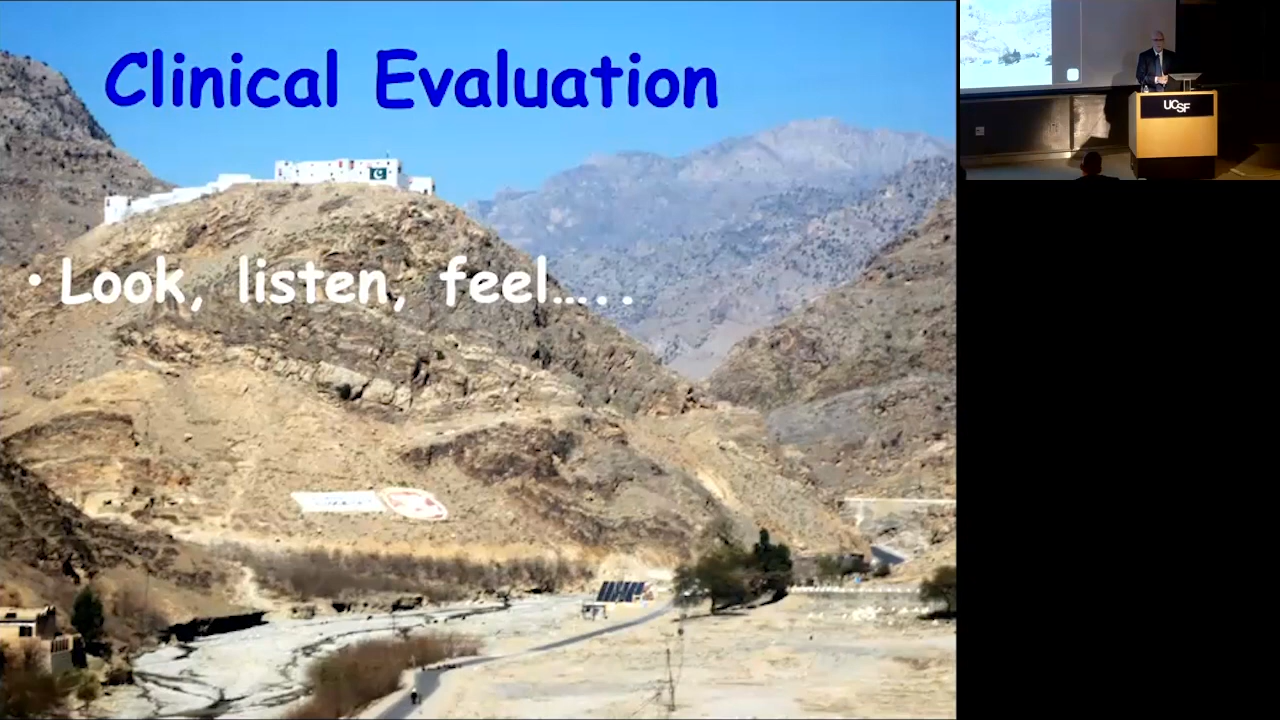 Clinical Evaluation
• Look, listen, feel.....
UCSF